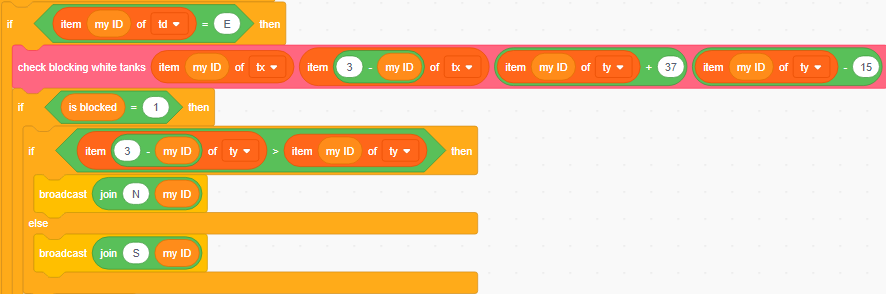 if item my ID of td = E then
check blocking white tanks item my ID of tx item 3 - my ID of tx item my ID of ty + 37 item my ID of ty - 15
if is blocked = 1 then
if item 3 - my ID of ty > item my ID of ty then
broadcast join N my ID
else
broadcast join S my ID